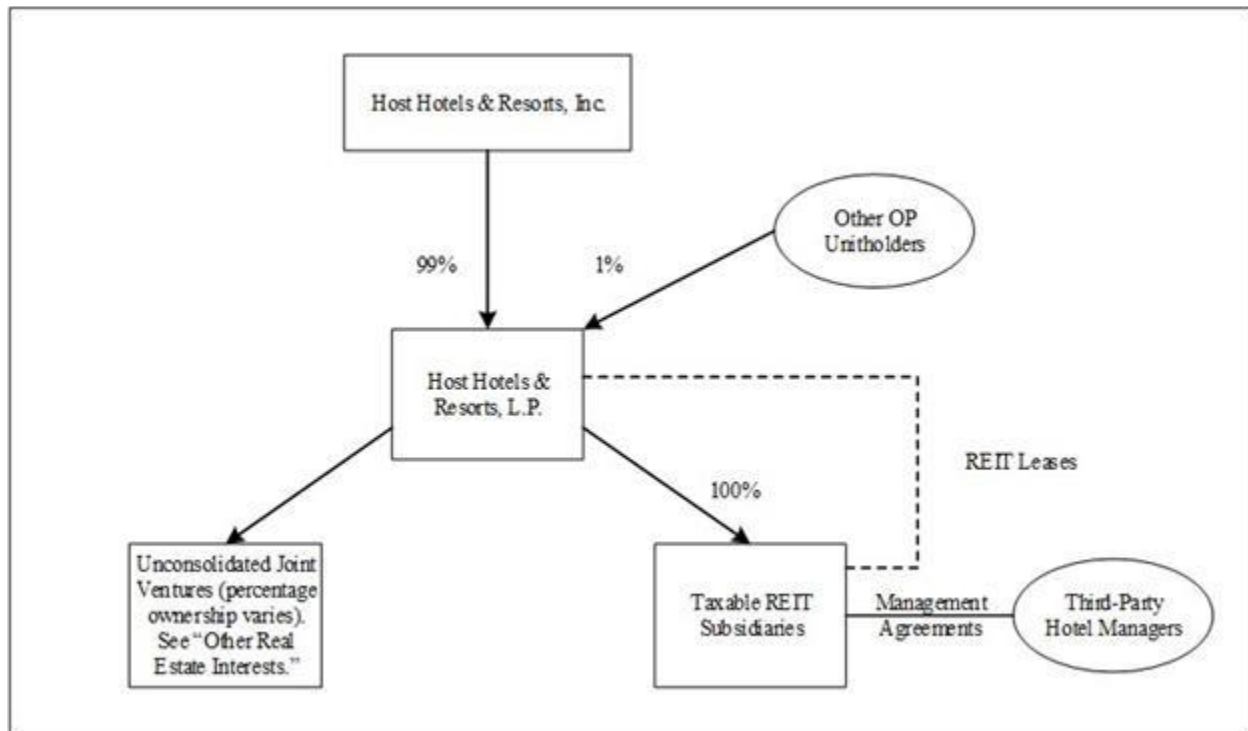 Host Hotels & Resorts, Inc.
Other OP
Unitholders
99%
1%
Host Hotels &
Resorts, L.P.
REIT Leases
100%
Unconsolidated Joint
Ventures (percentage
ownership varies).
See “Other Real
Estate Interests.”
Taxable REIT
Subsidiaries
Management
Agreements
Third-Party
Hotel Managers